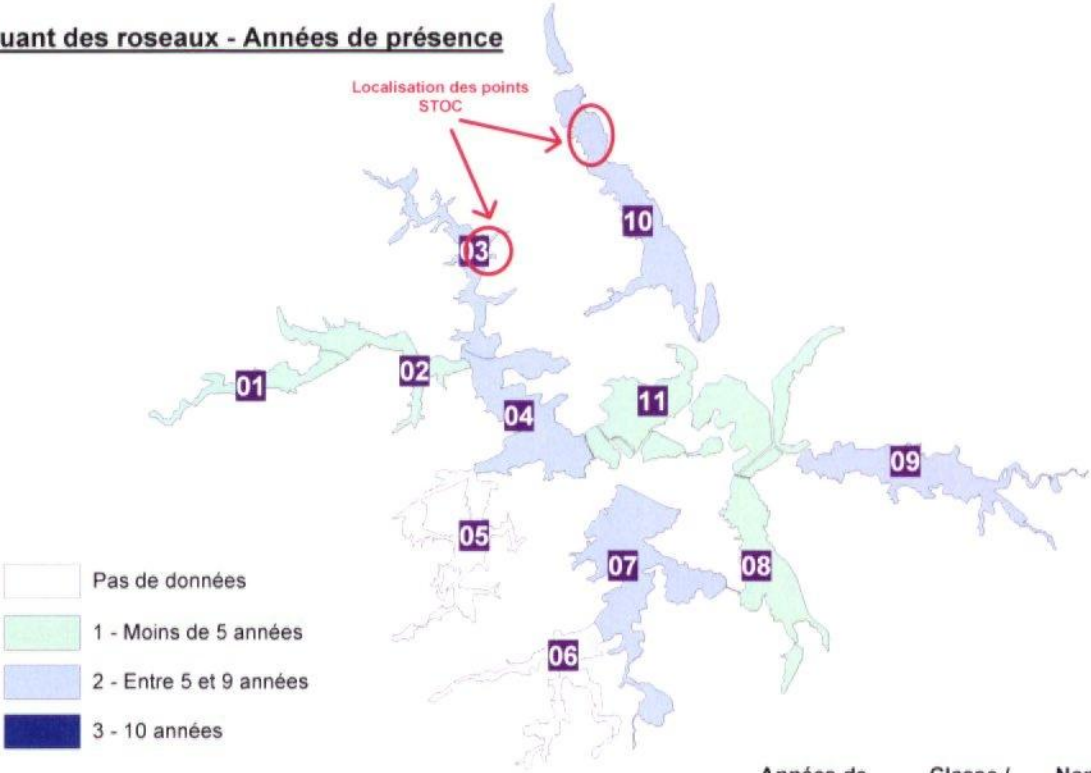 uant des roseaux - Années de présence
Localisation des points
STOC
10
03
02
01
11
04
09
05
07
08
06
Pas de données
1 - Moins de 5 années
2 - Entre 5 et 9 années
3 - 10 années
Années de